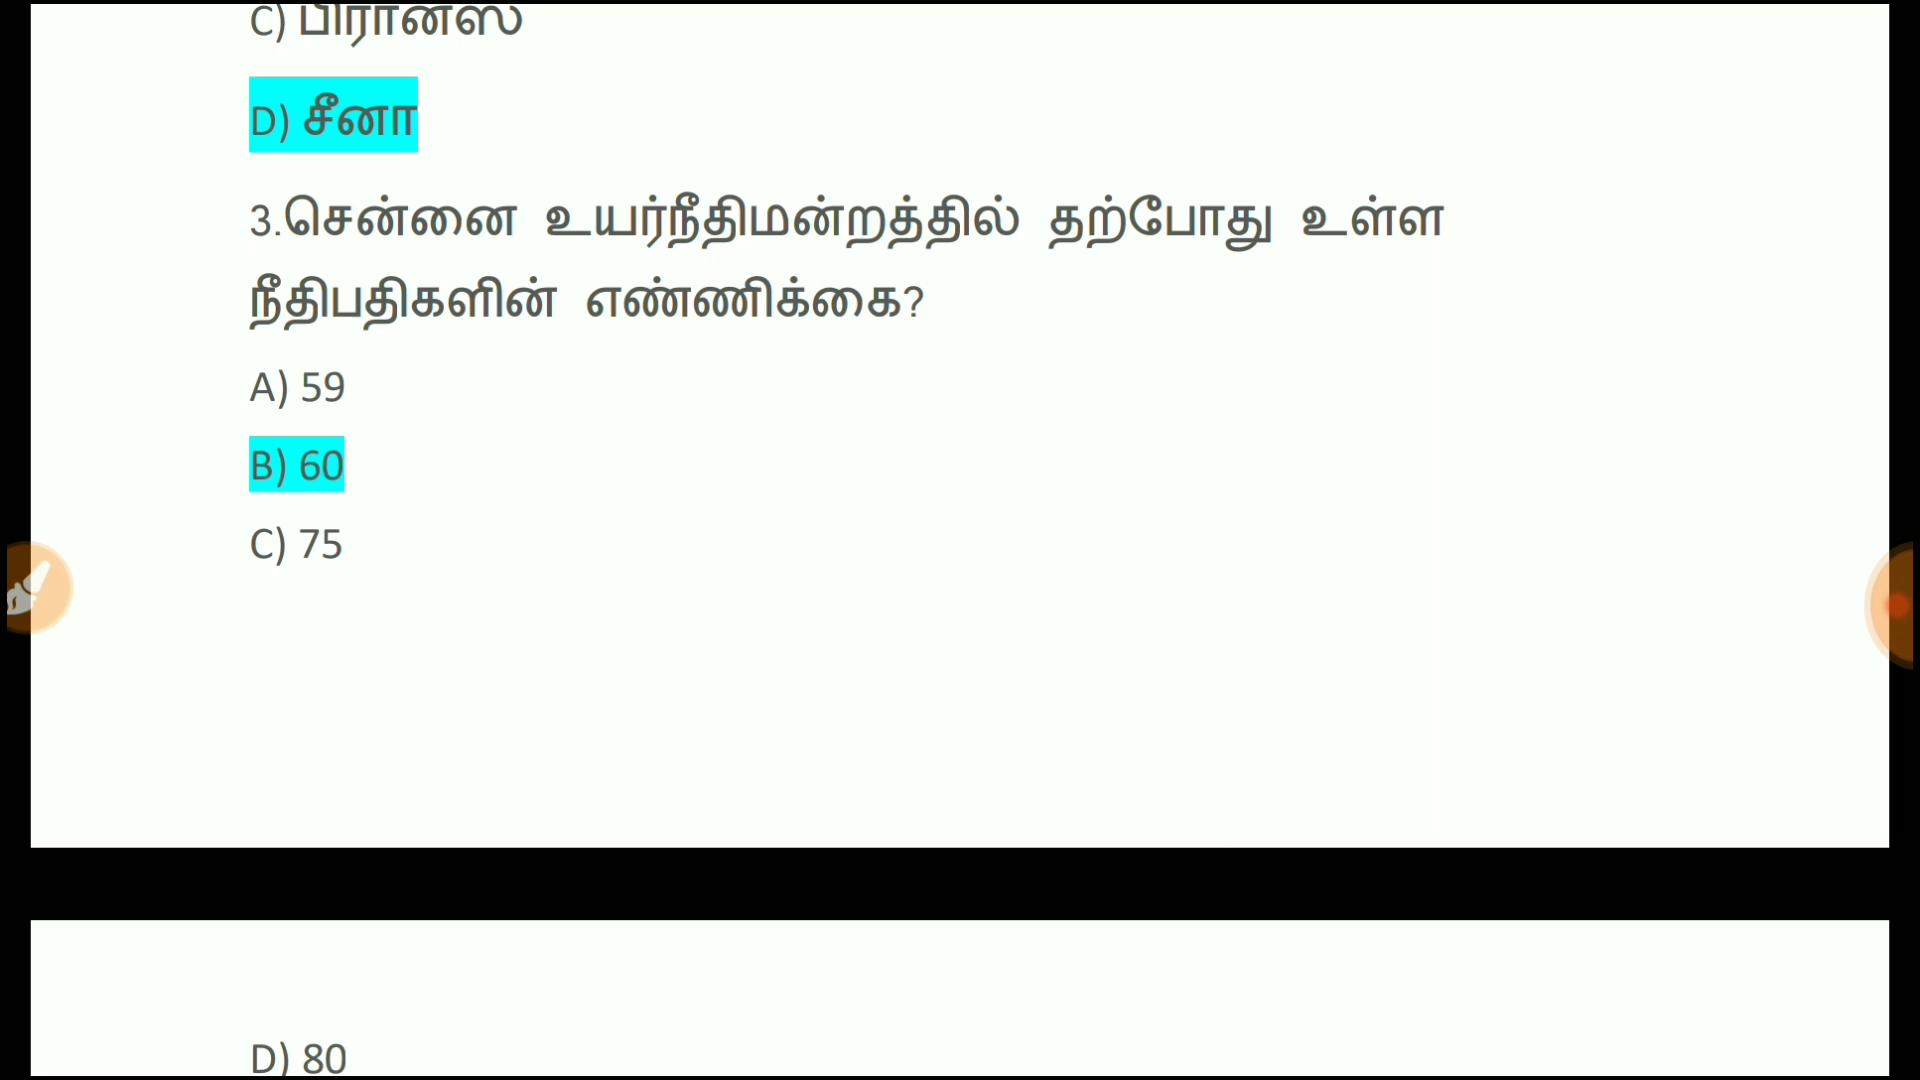 C) பிரான்ஸ்
D) சீனா
3.சென்னை உயர்நீதிமன்றத்தில் தற்போது உள்ள
நீதிபதிகளின் எண்ணிக்கை?
A) 59
B) 60
C) 75
D) 80